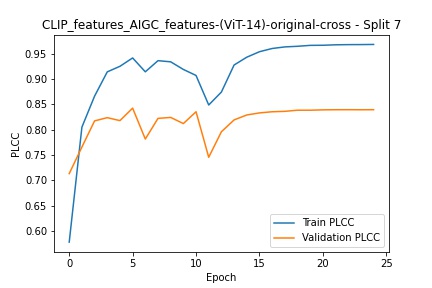 CLIP_features_AIGC_features-(ViT-14)-original-cross - Split 7
0.95
0.90
0.85
0.80
0.75
0.70
0.65
0.60
PLCC
Train PLCC
Validation PLCC
0 5 10 15 20 25
Epoch